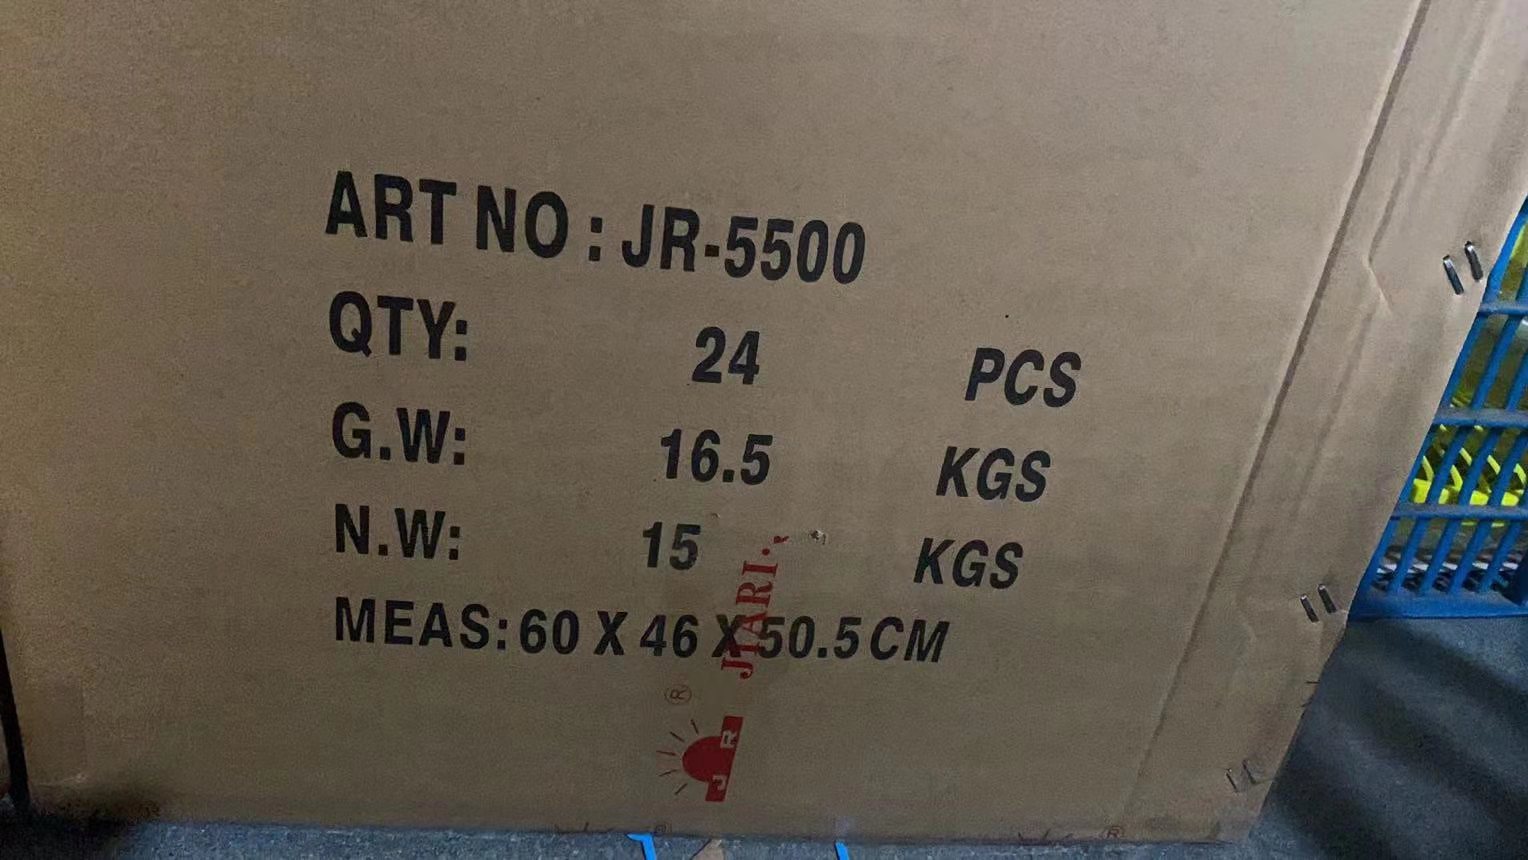 ART NO : JR-5500
QTY: 24 PCS
G.W: 16.5 KGS
N.W: 15 KGS
MEAS: 60 X 46 X 50.5 CM
JIARI
®
J R
®